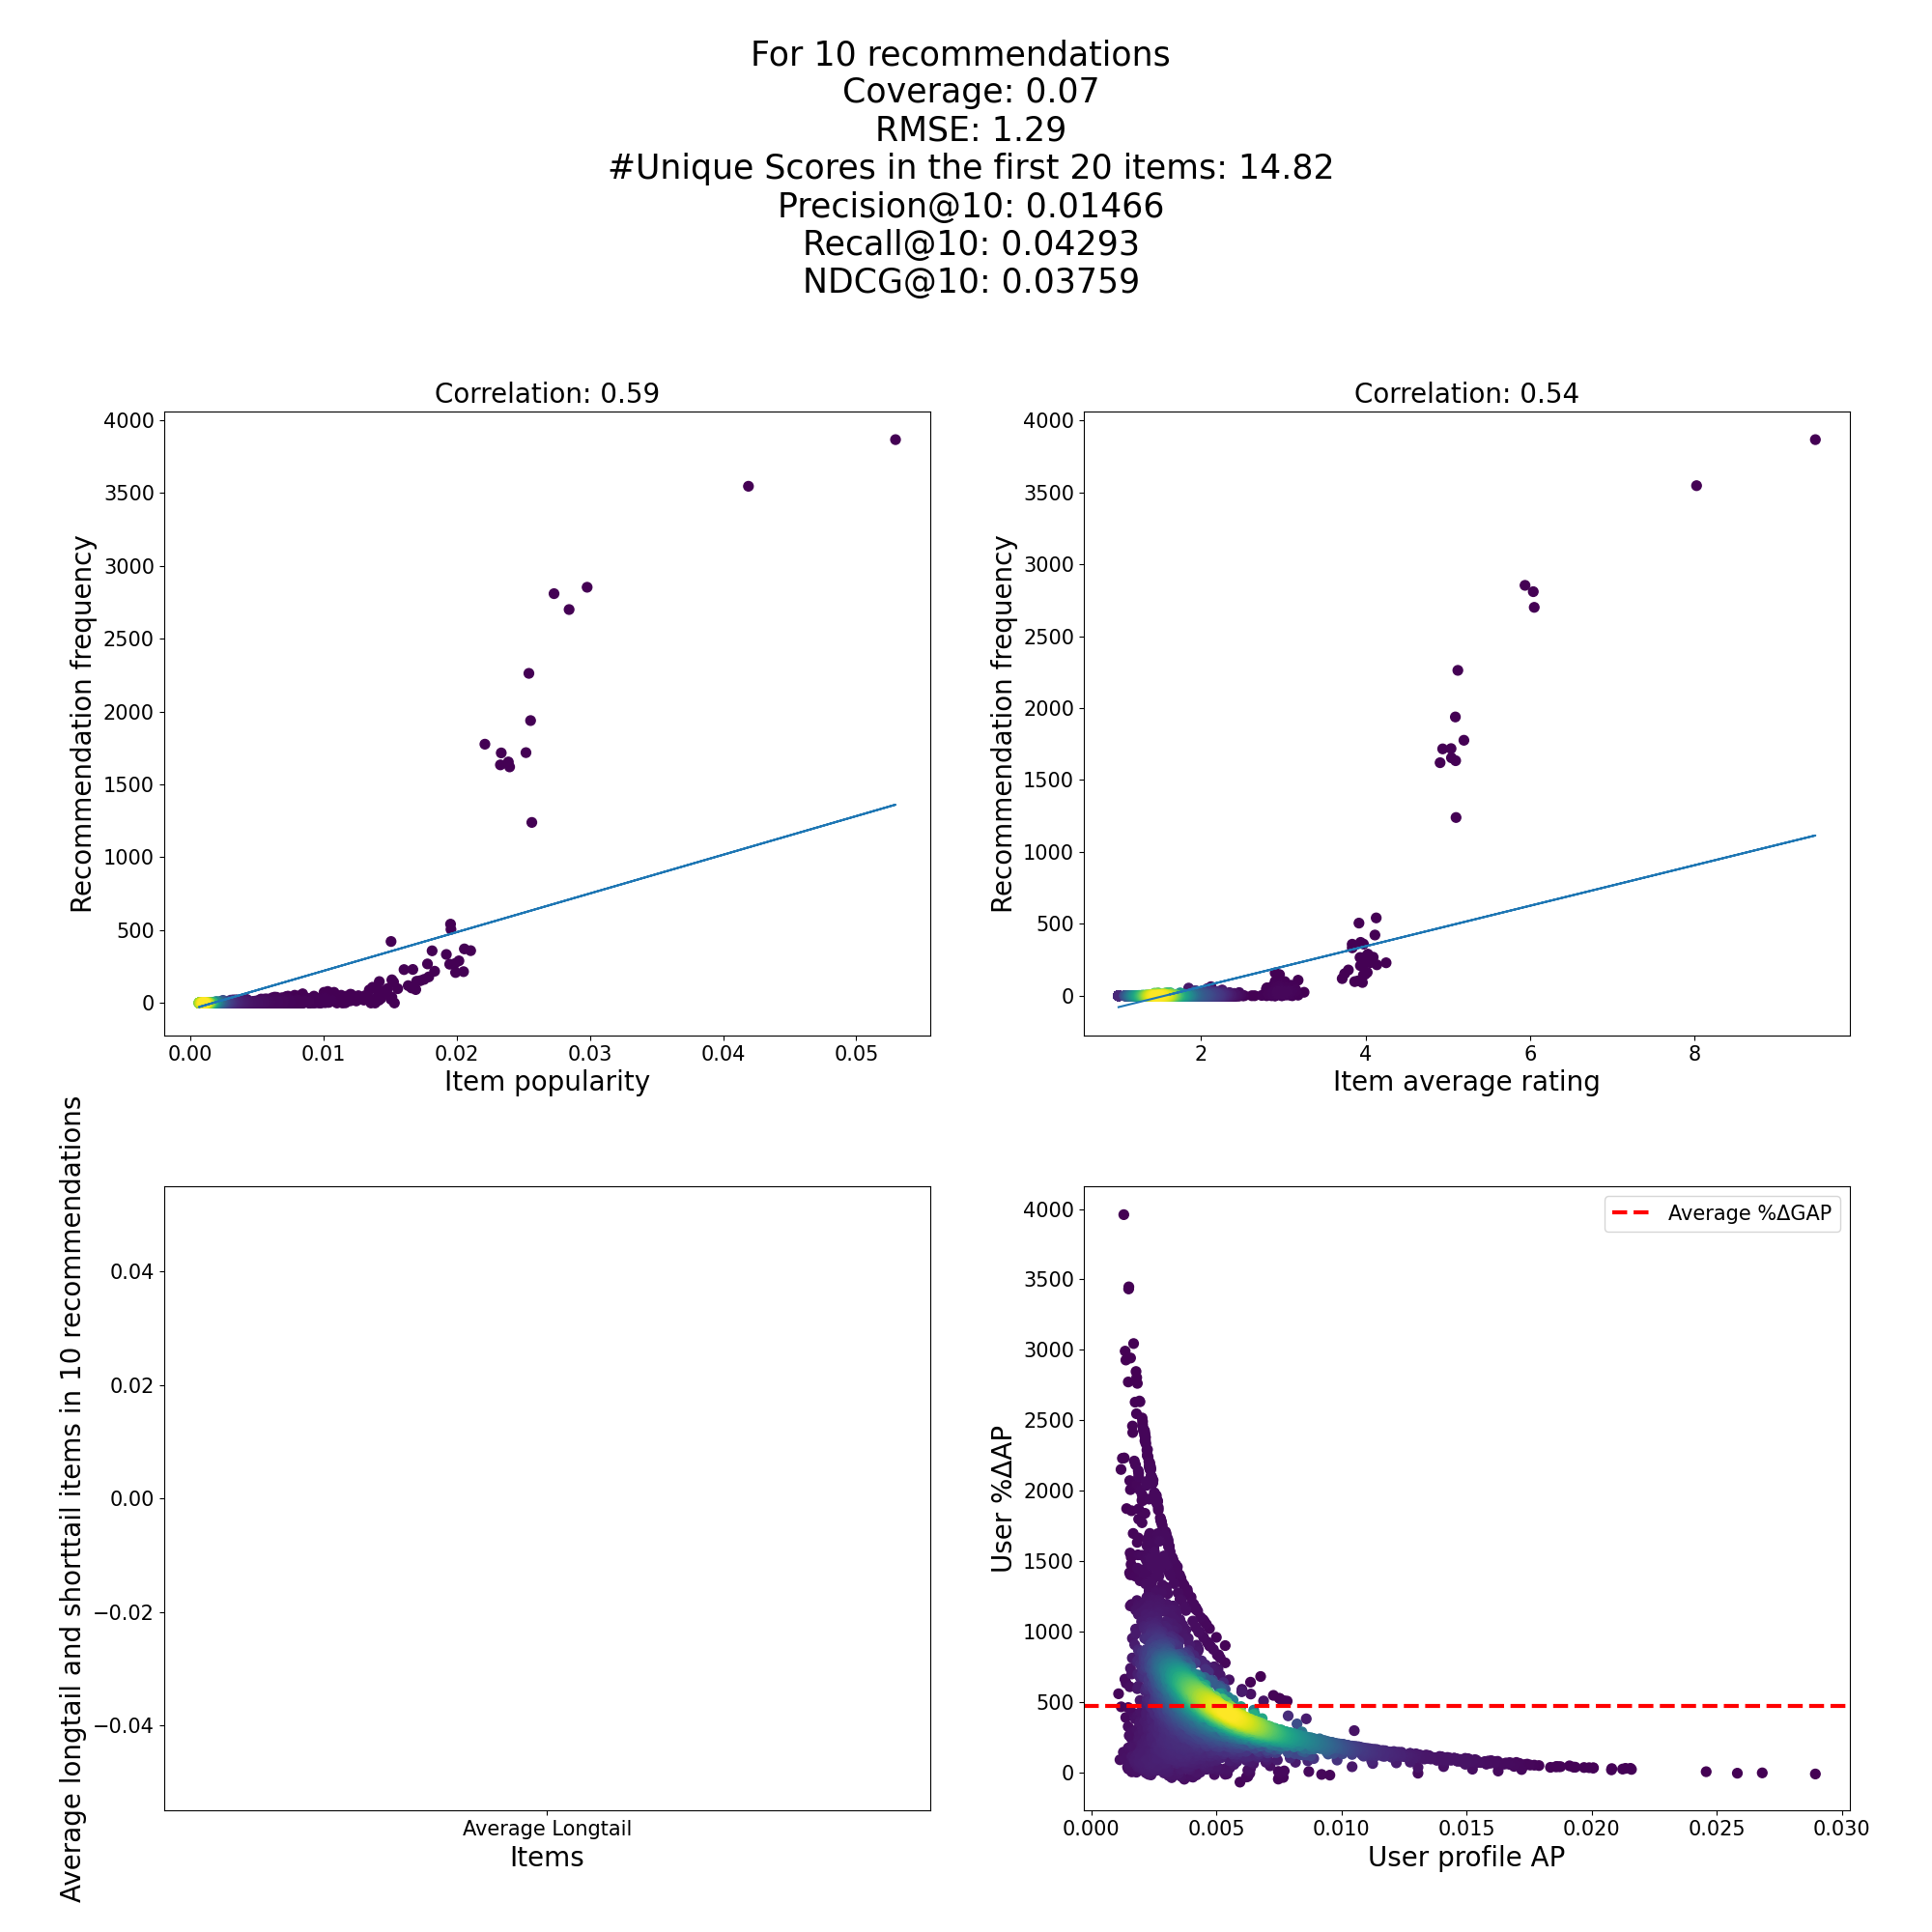 For 10 recommendations
Coverage: 0.07
RMSE: 1.29
#Unique Scores in the first 20 items: 14.82
Precision@10: 0.01466
Recall@10: 0.04293
NDCG@10: 0.03759
Correlation: 0.59
4000
3500
3000
2500
2000
1500
1000
500
0
Recommendation frequency
0.00 0.01 0.02 0.03 0.04 0.05
Item popularity
Correlation: 0.54
4000
3500
3000
2500
2000
1500
1000
500
0
Recommendation frequency
2 4 6 8
Item average rating
Average longtail and shorttail items in 10 recommendations
0.04
0.02
0.00
−0.02
−0.04
Average Longtail
Items
Average %ΔGAP
4000
3500
3000
2500
2000
1500
1000
500
0
User %ΔAP
0.000 0.005 0.010 0.015 0.020 0.025 0.030
User profile AP